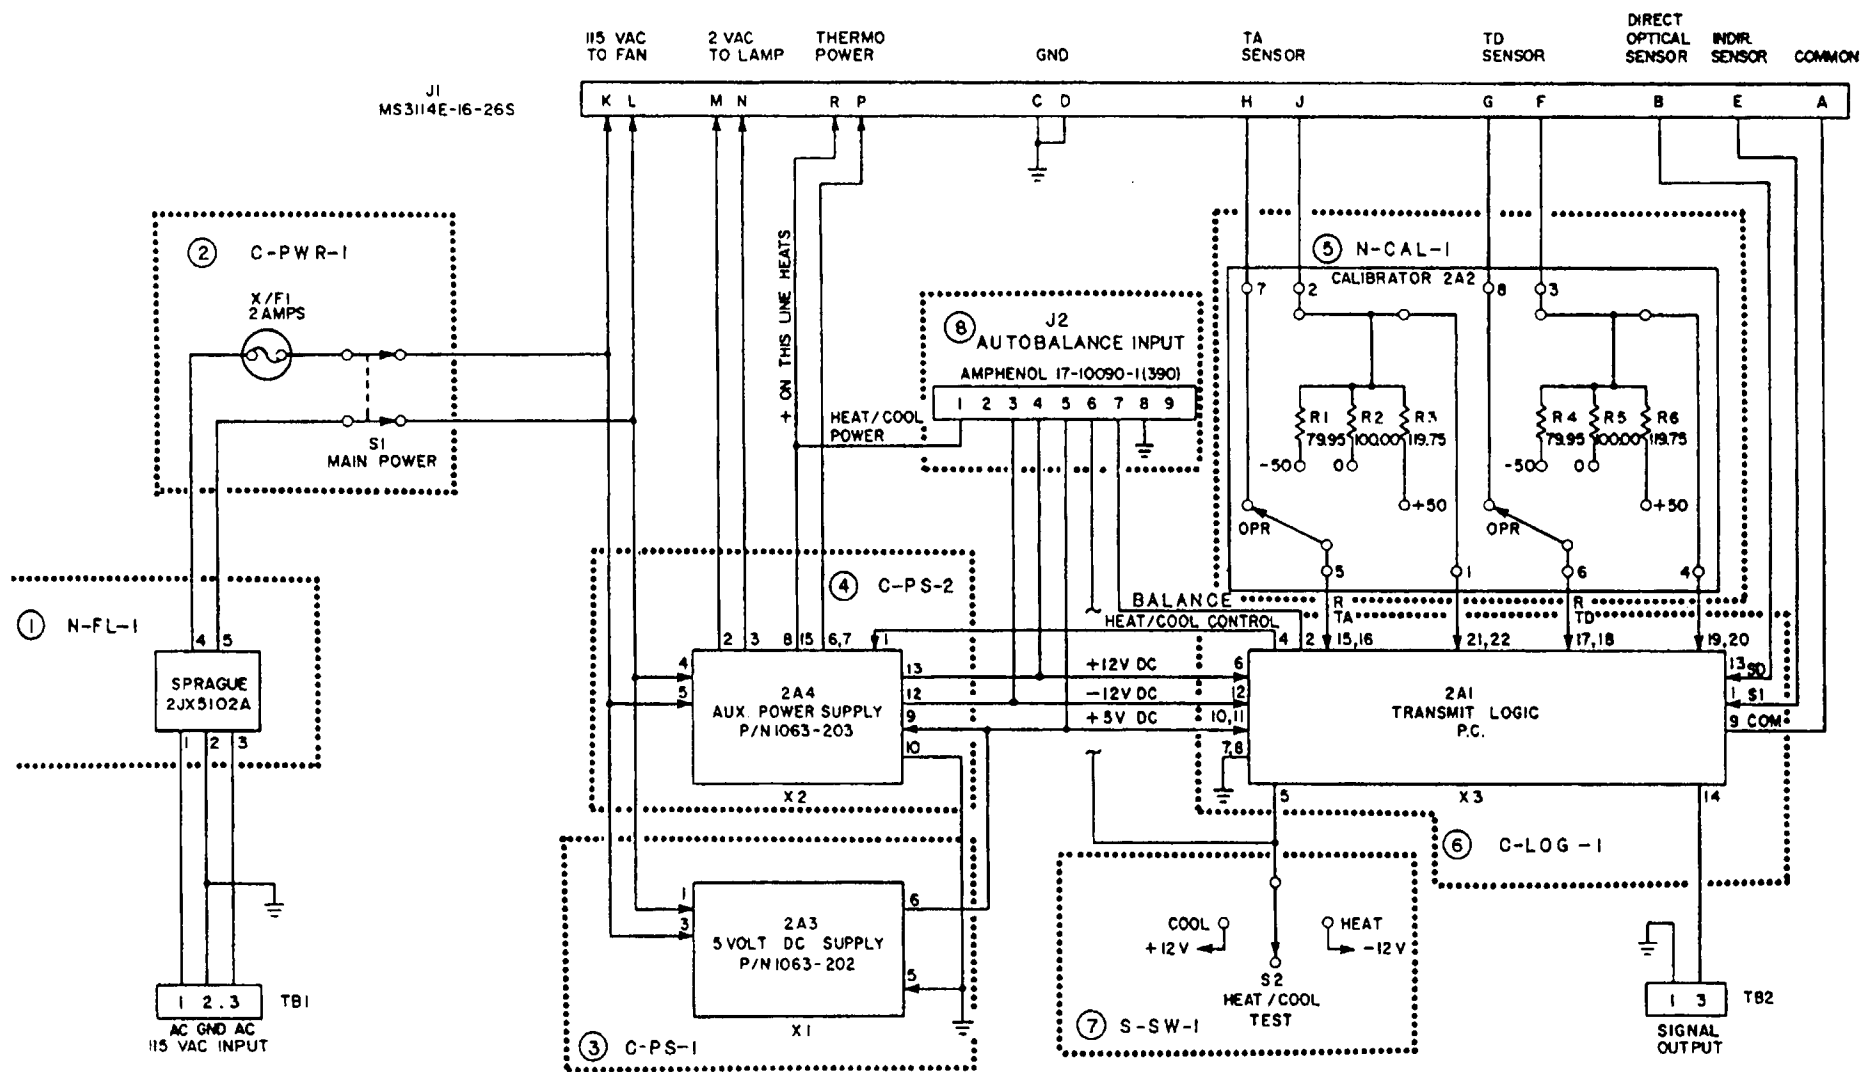 115 VAC
TO FAN
2 VAC
TO LAMP
THERMO
POWER
GND
TA
SENSOR
TD
SENSOR
DIRECT
OPTICAL
SENSOR
INDIR.
SENSOR
COMMON
J1
MS3114E-16-26S
K L M N R P C D H J G F B E A
2 C-PWR-1
X/F1
2 AMPS
S1
MAIN POWER
+ ON THIS LINE HEATS
HEAT/COOL
POWER
8 J2
AUTOBALANCE INPUT
AMPHENOL 17-10090-1(390)
1 2 3 4 5 6 7 8 9
5 N-CAL-1
CALIBRATOR 2A2
7 2 8 3
R1
79.95
R2
100.00
R3
119.75
R4
79.95
R5
100.00
R6
119.75
-50 0 +50
-50 0 +50
OPR OPR
5 1 6 4
R
TA
R
TD
BALANCE
HEAT/COOL CONTROL
1 N-FL-1
4 5
SPRAGUE
2JX5102A
1 2 3
1 2. 3 TB1
AC GND AC
115 VAC INPUT
4 C-PS-2
2 3 8 15 6,7 1
4
5
2A4
AUX. POWER SUPPLY
P/N 1063-203
13
12
9
10
X2
+12V DC
-12V DC
+5V DC
4 2 15,16 21,22 17,18 19,20
6
12
10,11
7,8
2A1
TRANSMIT LOGIC
P.C.
13 SD
1 S1
9 COM
5 X3 14
6 C-LOG-1
1
3
2A3
5 VOLT DC SUPPLY
P/N 1063-202
6
5
X1
3 C-PS-1
COOL
+12V
HEAT
-12V
S2
HEAT/COOL
TEST
7 S-SW-1
1 3 TB2
SIGNAL
OUTPUT